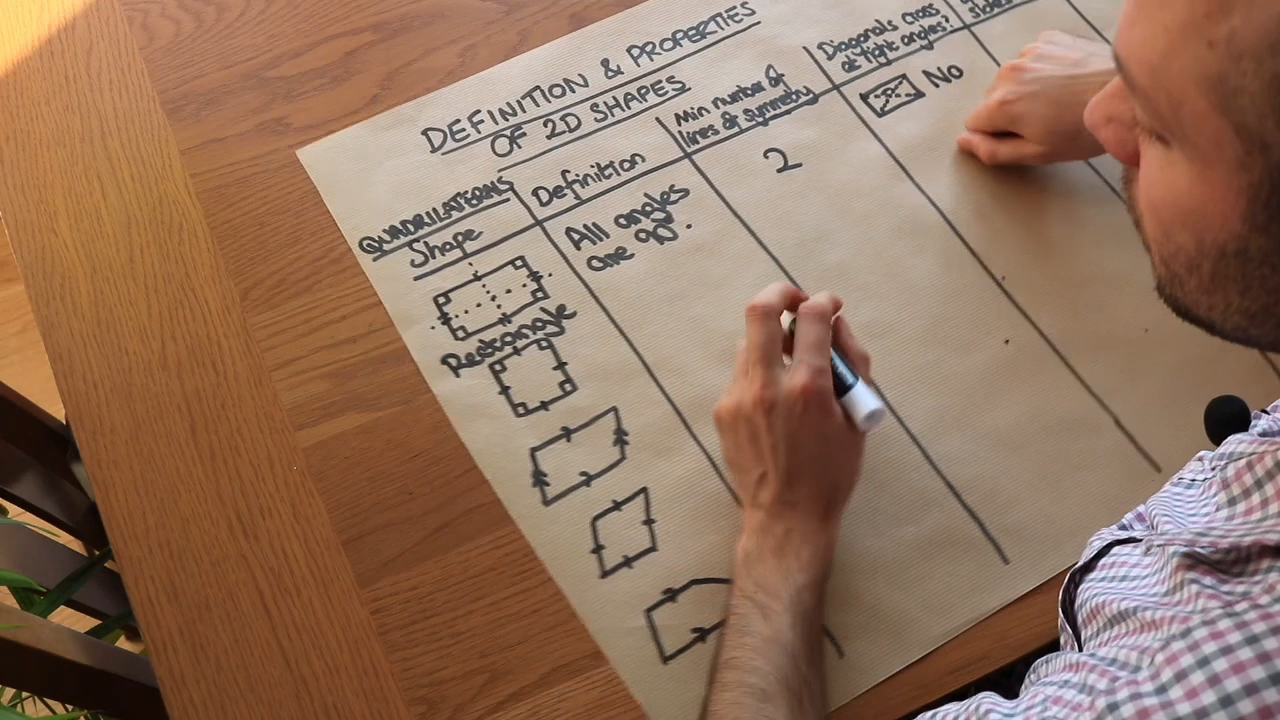 DEFINITION & PROPERTIES
OF 2D SHAPES
QUADRILATERALS
Shape
Definition
Min number of
lines of symmetry
Diagonals cross
at right angles?
sides
Rectangle
All angles
are 90°.
2
No